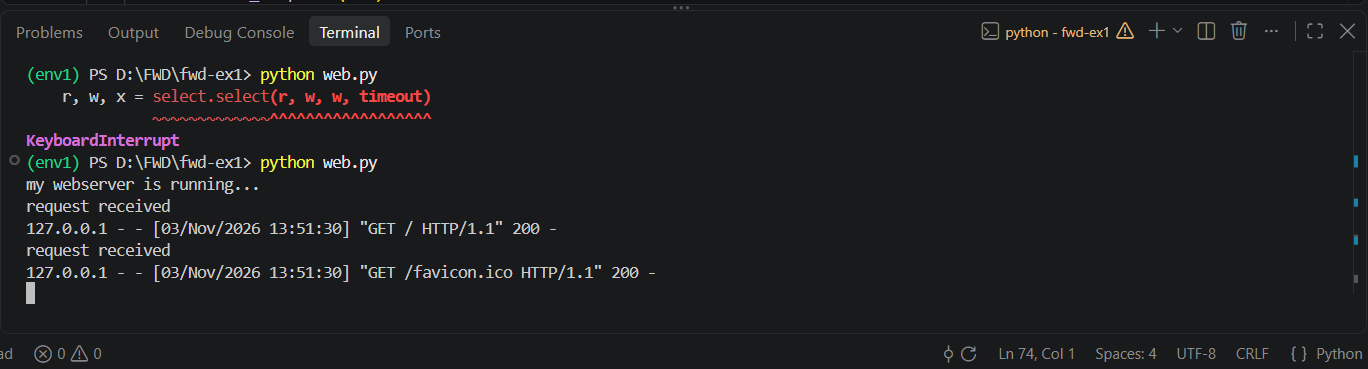 Problems Output Debug Console Terminal Ports python - fwd-ex1
(env1) PS D:\FWD\fwd-ex1> python web.py
r, w, x = select.select(r, w, w, timeout)
~~~~~~~~~~~~~^^^^^^^^^^^^^^^^^^
KeyboardInterrupt
(env1) PS D:\FWD\fwd-ex1> python web.py
my webserver is running...
request received
127.0.0.1 - - [03/Nov/2026 13:51:30] "GET / HTTP/1.1" 200 -
request received
127.0.0.1 - - [03/Nov/2026 13:51:30] "GET /favicon.ico HTTP/1.1" 200 -
ad 0 0 Ln 74, Col 1 Spaces: 4 UTF-8 CRLF { } Python